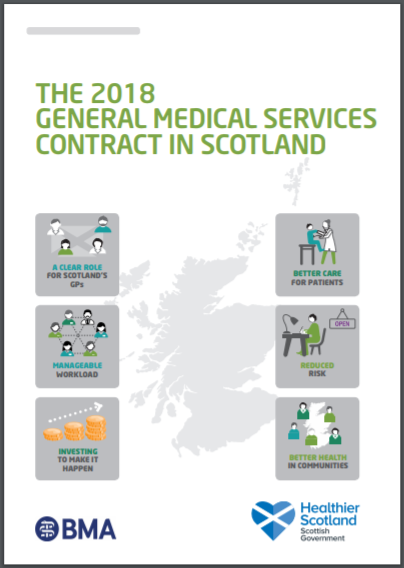 THE 2018
GENERAL MEDICAL SERVICES
CONTRACT IN SCOTLAND
A CLEAR ROLE
FOR SCOTLAND'S
GPs
BETTER CARE
FOR PATIENTS
MANAGEABLE
WORKLOAD
OPEN
REDUCED
RISK
INVESTING
TO MAKE IT
HAPPEN
BETTER HEALTH
IN COMMUNITIES
BMA
Healthier
Scotland
Scottish
Government